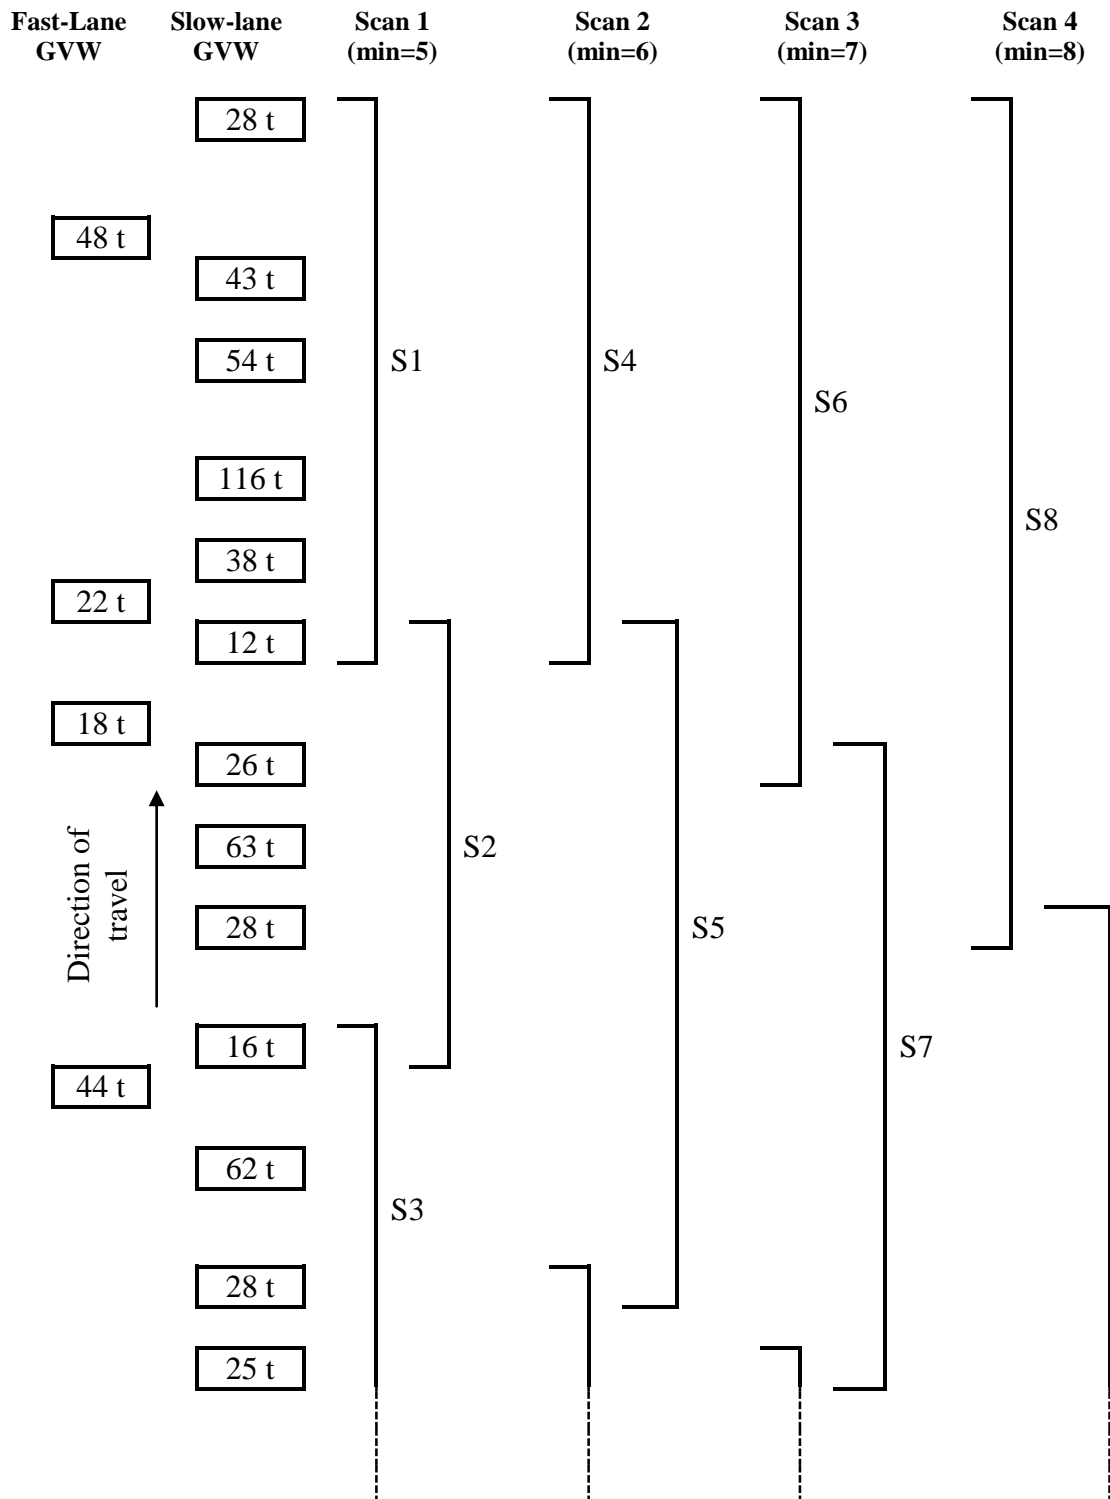 Fast-Lane GVW
Slow-lane GVW
Scan 1 (min=5)
Scan 2 (min=6)
Scan 3 (min=7)
Scan 4 (min=8)
28 t
48 t
43 t
54 t
S1
S4
S6
116 t
S8
38 t
22 t
12 t
18 t
26 t
63 t
S2
Direction of
travel
28 t
S5
16 t
S7
44 t
62 t
S3
28 t
25 t